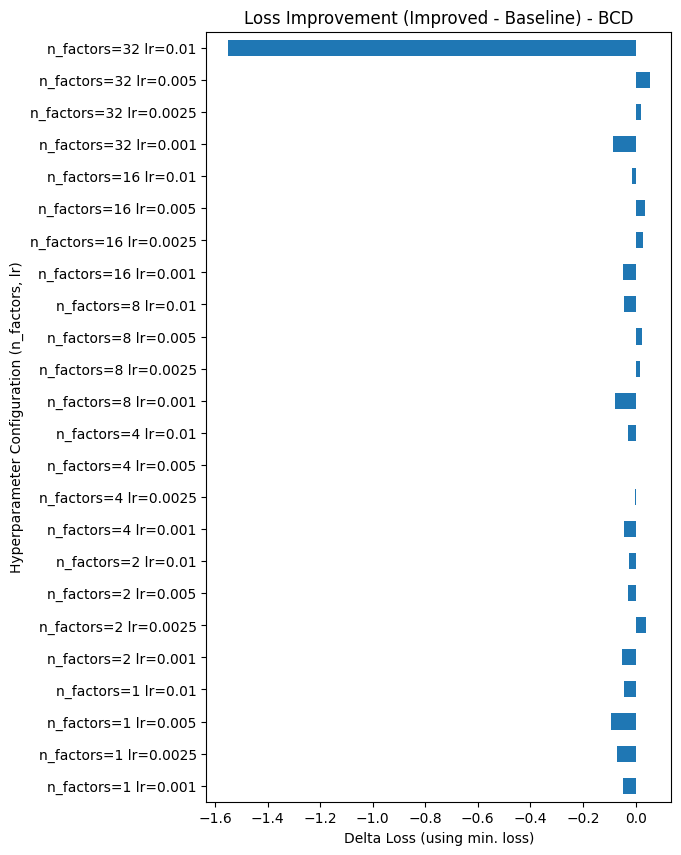 Loss Improvement (Improved - Baseline) - BCD
Hyperparameter Configuration (n_factors, lr)
n_factors=32 lr=0.01
n_factors=32 lr=0.005
n_factors=32 lr=0.0025
n_factors=32 lr=0.001
n_factors=16 lr=0.01
n_factors=16 lr=0.005
n_factors=16 lr=0.0025
n_factors=16 lr=0.001
n_factors=8 lr=0.01
n_factors=8 lr=0.005
n_factors=8 lr=0.0025
n_factors=8 lr=0.001
n_factors=4 lr=0.01
n_factors=4 lr=0.005
n_factors=4 lr=0.0025
n_factors=4 lr=0.001
n_factors=2 lr=0.01
n_factors=2 lr=0.005
n_factors=2 lr=0.0025
n_factors=2 lr=0.001
n_factors=1 lr=0.01
n_factors=1 lr=0.005
n_factors=1 lr=0.0025
n_factors=1 lr=0.001
−1.6 −1.4 −1.2 −1.0 −0.8 −0.6 −0.4 −0.2 0.0
Delta Loss (using min. loss)